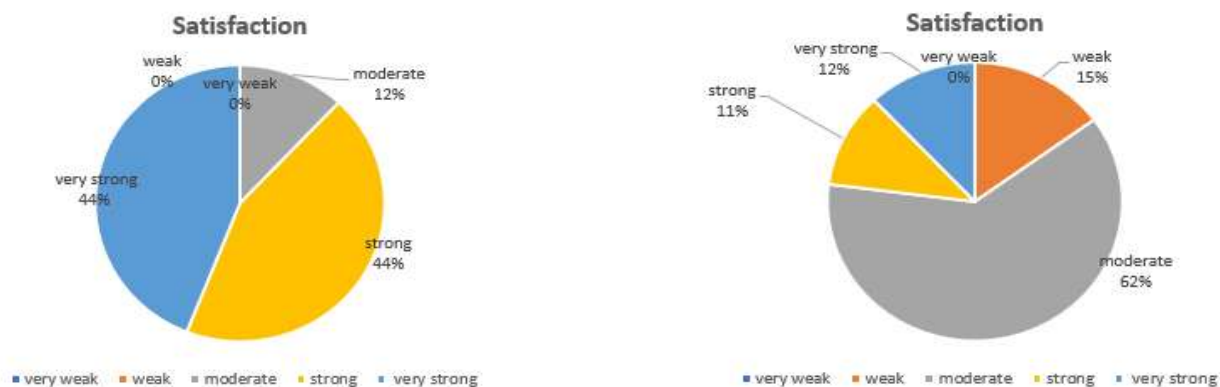 Satisfaction
weak
0%
very weak
0%
moderate
12%
very strong
44%
strong
44%
very weak weak moderate strong very strong
Satisfaction
very strong
12%
very weak
0%
weak
15%
strong
11%
moderate
62%
very weak weak moderate strong very strong